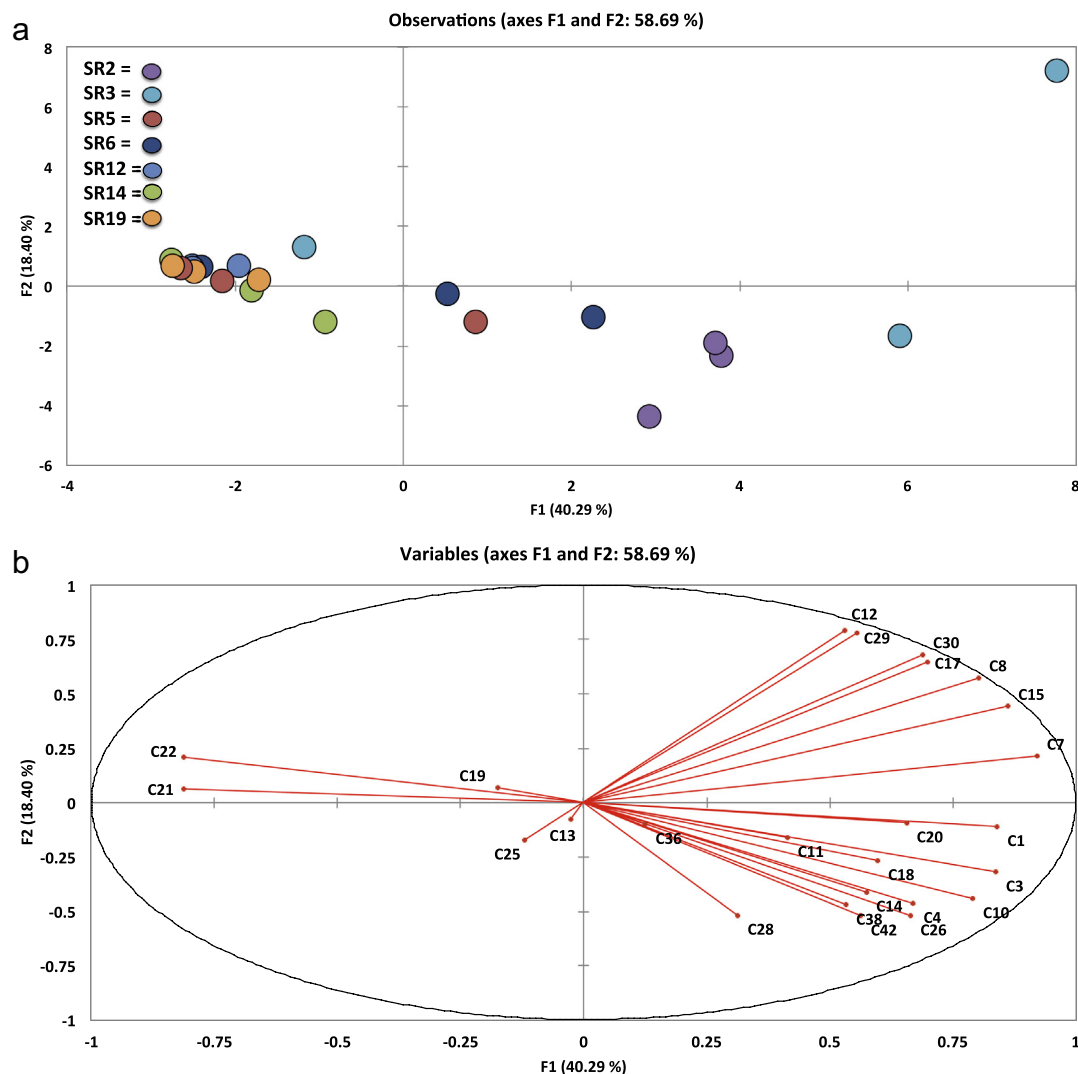 a
Observations (axes F1 and F2: 58.69 %)
SR2 =
SR3 =
SR5 =
SR6 =
SR12 =
SR14 =
SR19 =
8
6
4
2
0
-2
-4
-6
F2 (18.40 %)
-4 -2 0 2 4 6 8
F1 (40.29 %)
b
Variables (axes F1 and F2: 58.69 %)
1
0.75
0.5
0.25
0
-0.25
-0.5
-0.75
-1
F2 (18.40 %)
C12
C29
C30
C17
C8
C15
C7
C22
C21
C19
C13
C25
C36
C11
C20
C1
C18
C3
C14
C10
C38
C4
C42
C26
C28
-1 -0.75 -0.5 -0.25 0 0.25 0.5 0.75 1
F1 (40.29 %)